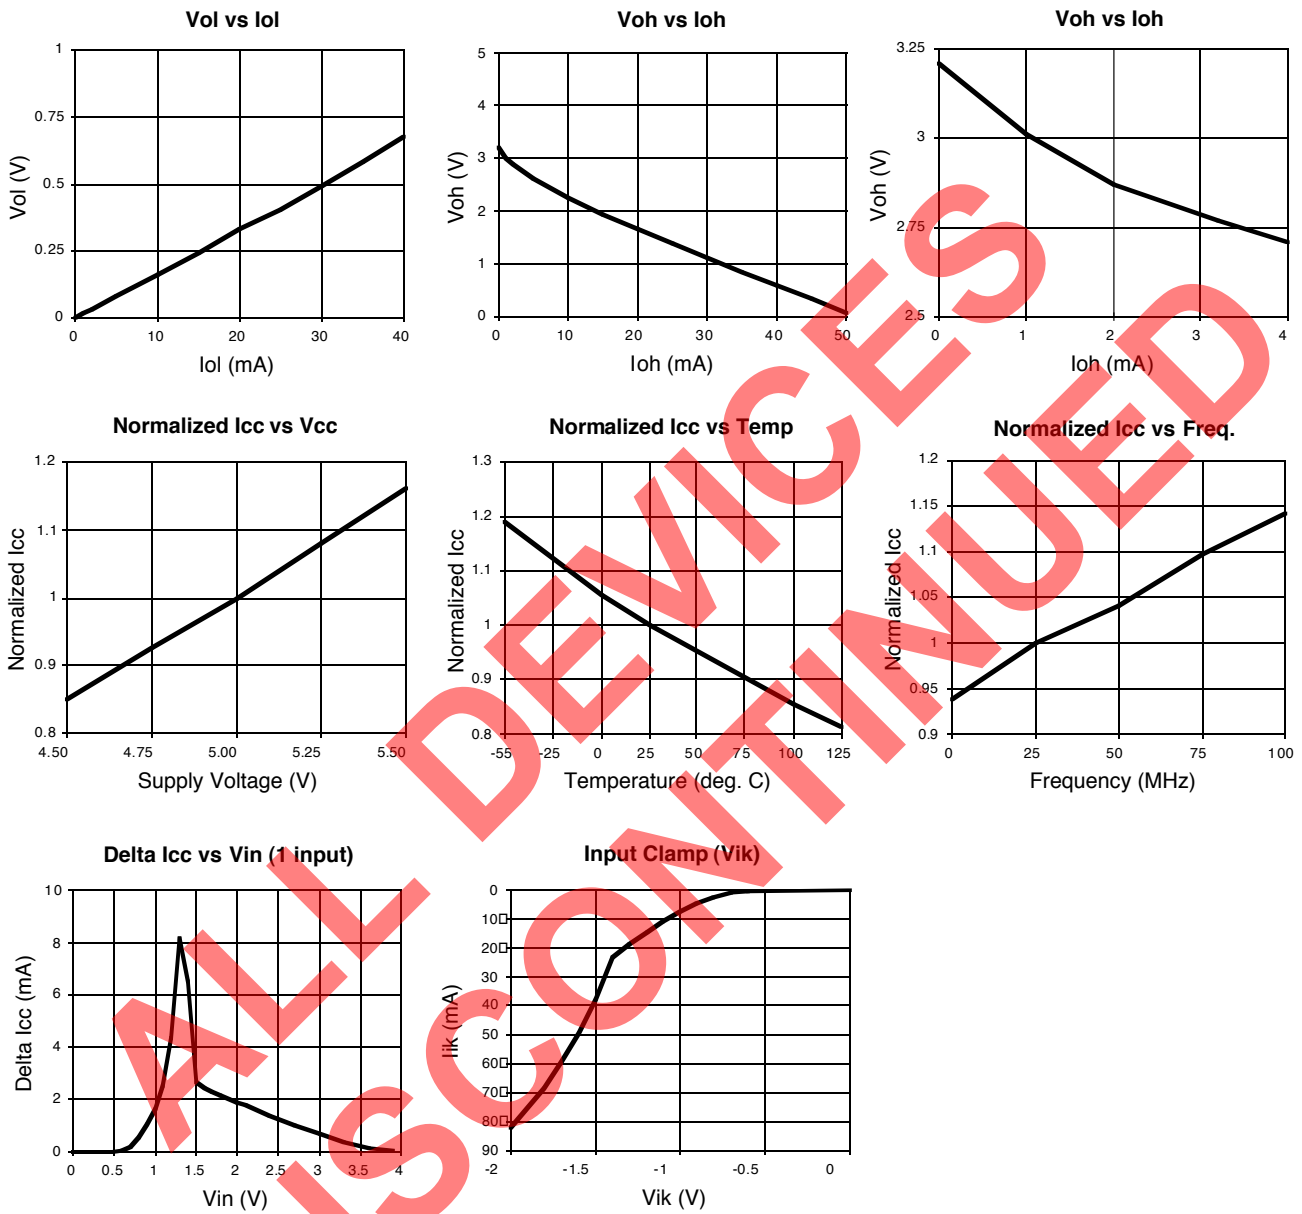 Vol vs Iol
1
0.75
0.5
0.25
0
0 10 20 30 40
Vol (V)
Iol (mA)
Voh vs Ioh
5
4
3
2
1
0
0 10 20 30 40 50
Voh (V)
Ioh (mA)
Voh vs Ioh
3.25
3
2.75
2.5
0 1 2 3 4
Voh (V)
Ioh (mA)
Normalized Icc vs Vcc
1.2
1.1
1
0.9
0.8
4.50 4.75 5.00 5.25 5.50
Normalized Icc
Supply Voltage (V)
Normalized Icc vs Temp
1.3
1.2
1.1
1
0.9
0.8
-55 -25 0 25 50 75 100 125
Normalized Icc
Temperature (deg. C)
Normalized Icc vs Freq.
1.2
1.15
1.1
1.05
1
0.95
0.9
0 25 50 75 100
Normalized Icc
Frequency (MHz)
Delta Icc vs Vin (1 input)
10
8
6
4
2
0
0 0.5 1 1.5 2 2.5 3 3.5 4
Delta Icc (mA)
Vin (V)
Input Clamp (Vik)
0
10
20
30
40
50
60
70
80
90
-2 -1.5 -1 -0.5 0
Iik (mA)
Vik (V)
ALL DEVICES
ISCONTINUED